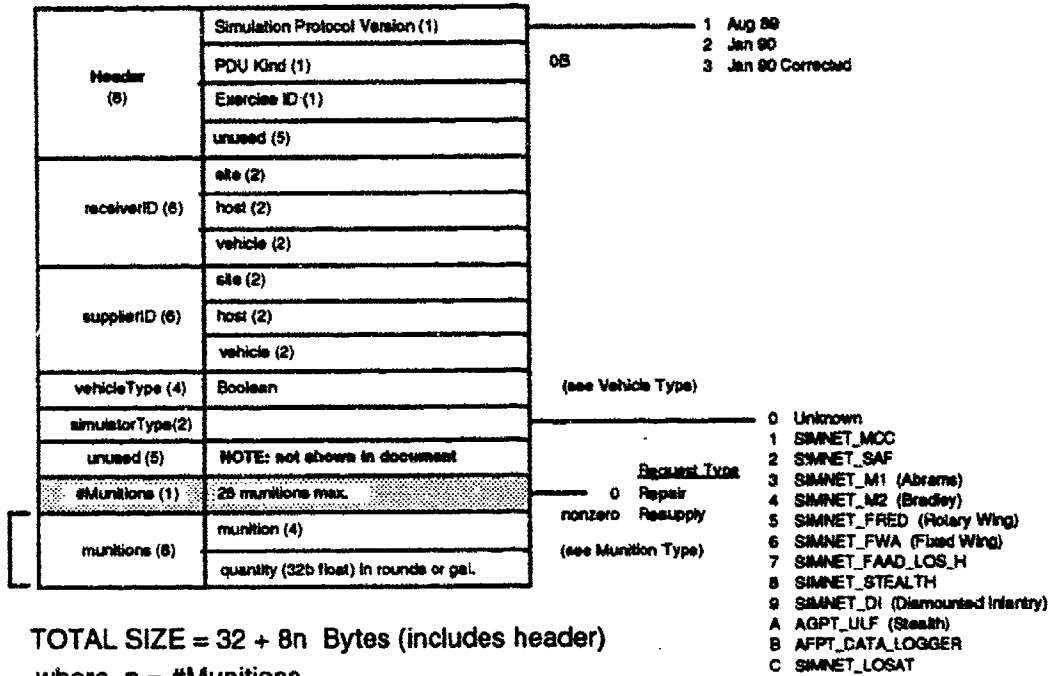 Simulation Protocol Version (1)
1 Aug 89
2 Jan 90
3 Jan 90 Corrected
Header
(8)
PDU Kind (1)
0B
Exercise ID (1)
unused (5)
receiverID (6)
site (2)
host (2)
vehicle (2)
supplierID (6)
site (2)
host (2)
vehicle (2)
vehicleType (4)
Boolean
(see Vehicle Type)
simulatorType(2)
unused (5)
NOTE: not shown in document
#Munitions (1)
28 munitions max.
Request Type
0 Repair
nonzero Resupply
munitions (8)
munition (4)
(see Munition Type)
quantity (32b float) in rounds or gal.
0 Unknown
1 SIMNET_MCC
2 SIMNET_SAF
3 SIMNET_M1 (Abrams)
4 SIMNET_M2 (Bradley)
5 SIMNET_FRED (Rotary Wing)
6 SIMNET_FWA (Fixed Wing)
7 SIMNET_FAAD_LOS_H
8 SIMNET_STEALTH
9 SIMNET_DI (Dismounted Infantry)
A AGPT_ULF (Stealth)
B AFPT_DATA_LOGGER
C SIMNET_LOSAT
TOTAL SIZE = 32 + 8n Bytes (includes header)
where n = #Munitions